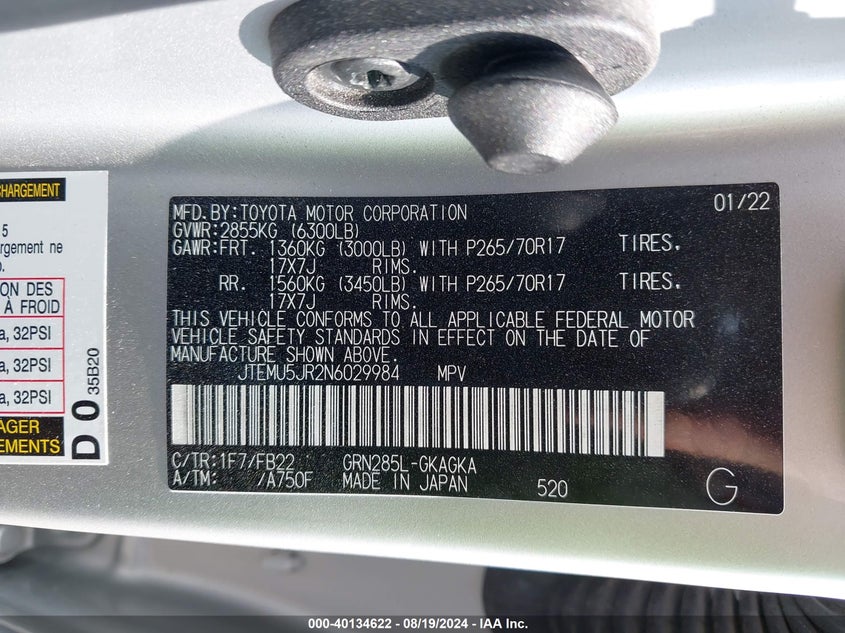 CHARGEMENT
5
argement ne
o.
ON DES
À FROID
a, 32PSI
a, 32PSI
a, 32PSI
AGER
EMENTS
D 0 35B20
MFD.BY:TOYOTA MOTOR CORPORATION 01/22
GVWR:2855KG (6300LB)
GAWR:FRT. 1360KG (3000LB) WITH P265/70R17 TIRES.
17X7J RIMS.
RR. 1560KG (3450LB) WITH P265/70R17 TIRES.
17X7J RIMS.
THIS VEHICLE CONFORMS TO ALL APPLICABLE FEDERAL MOTOR
VEHICLE SAFETY STANDARDS IN EFFECT ON THE DATE OF
MANUFACTURE SHOWN ABOVE.
JTEMU5JR2N6029984 MPV
C/TR:1F7/FB22 GRN285L-GKAGKA
A/TM: /A750F MADE IN JAPAN 520 G
000-40134622 - 08/19/2024 - IAA Inc.